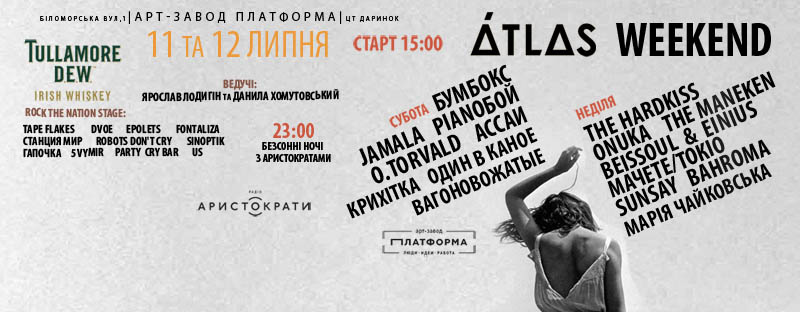 БІЛОМОРСЬКА ВУЛ,1|АРТ-ЗАВОД ПЛАТФОРМА|ЦТ ДАРИНОК
11 ТА 12 ЛИПНЯ
СТАРТ 15:00
ÁTLAS WEEKEND
TULLAMORE
D.E.W.
IRISH WHISKEY
ВЕДУЧІ:
ЯРОСЛАВ ЛОДИГІН ТА ДАНИЛА ХОМУТОВСЬКИЙ
ROCK THE NATION STAGE:
TAPE FLAKES DVOE EPOLETS FONTALIZA
СТАНЦИЯ МИР ROBOTS DON'T CRY SINOPTIK
ГАПОЧКА 5VYMIR PARTY CRY BAR US
23:00
БЕЗСОННІ НОЧІ
З АРИСТОКРАТАМИ
РАДІО
АРИСТОКРАТИ
СУБОТА БУМБОКС
JAMALA PIANOБОЙ
O.TORVALD АССАИ
КРИХІТКА ОДИН В КАНОЕ
ВАГОНОВОЖАТЫЕ
НЕДІЛЯ
THE HARDKISS
ONUKA THE MANEKEN
BEISSOUL & EINIUS
МАЧЕТЕ/TOKiO
SUNSAY BAHROMA
МАРІЯ ЧАЙКОВСЬКА
арт-завод
ПЛАТФОРМА
ЛЮДИ·ИДЕИ·РАБОТА